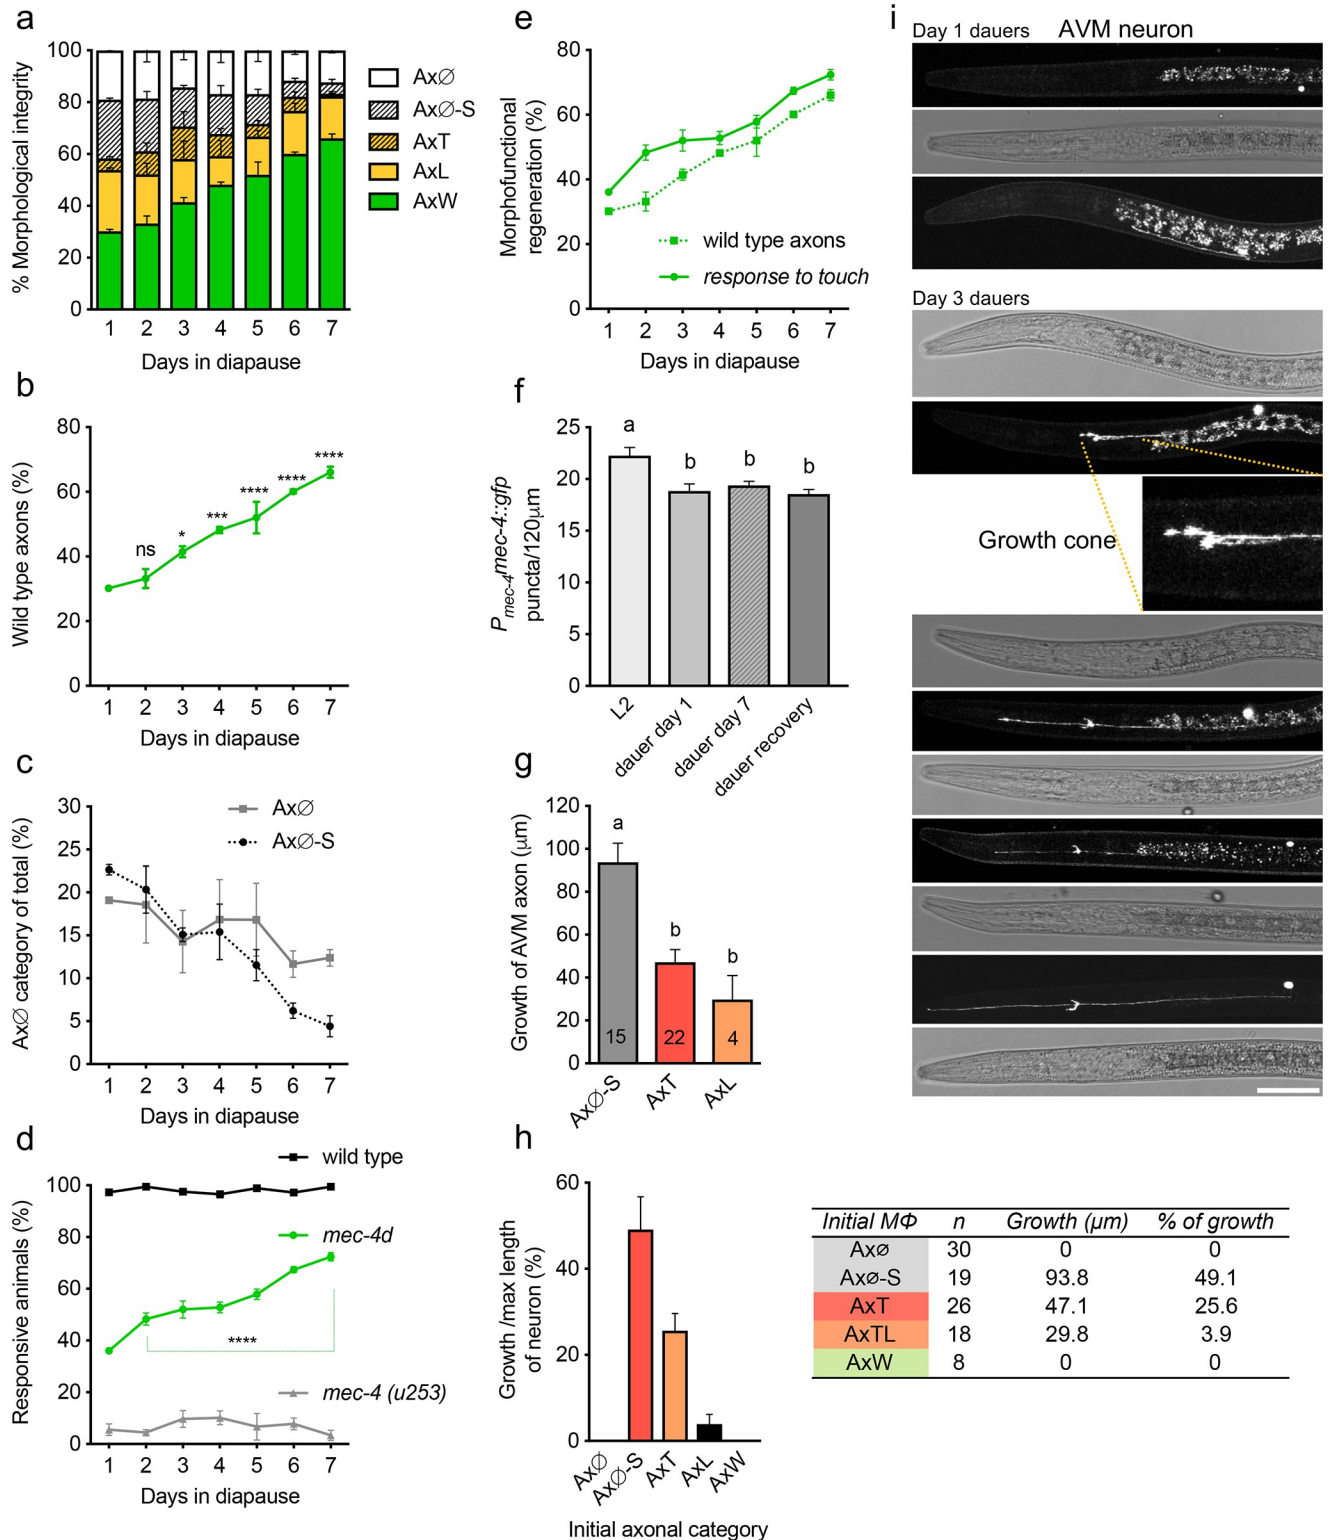 a
% Morphological integrity
100
80
60
40
20
0
1 2 3 4 5 6 7
Days in diapause
Ax∅
Ax∅-S
AxT
AxL
AxW
b
Wild type axons (%)
80
60
40
20
0
ns
*
***
****
****
****
1 2 3 4 5 6 7
Days in diapause
c
Ax∅ category of total (%)
30
25
20
15
10
5
0
Ax∅
Ax∅-S
1 2 3 4 5 6 7
Days in diapause
d
Responsive animals (%)
100
80
60
40
20
0
wild type
mec-4d
****
mec-4 (u253)
1 2 3 4 5 6 7
Days in diapause
e
Morphofunctional
regeneration (%)
80
60
40
20
0
wild type axons
response to touch
1 2 3 4 5 6 7
Days in diapause
f
Pmec-4mec-4::gfp
puncta/120µm
25
20
15
10
5
0
a
b
b
b
L2
dauer day 1
dauer day 7
dauer recovery
g
Growth of AVM axon (µm)
120
100
80
60
40
20
0
a
b
b
15
22
4
Ax∅-S
AxT
AxL
h
Growth /max length
of neuron (%)
60
40
20
0
Ax∅
Ax∅-S
AxT
AxL
AxW
Initial axonal category
Initial MΦ n Growth (µm) % of growth
Axø 30 0 0
Axø-S 19 93.8 49.1
AxT 26 47.1 25.6
AxTL 18 29.8 3.9
AxW 8 0 0
i
Day 1 dauers AVM neuron
Day 3 dauers
Growth cone